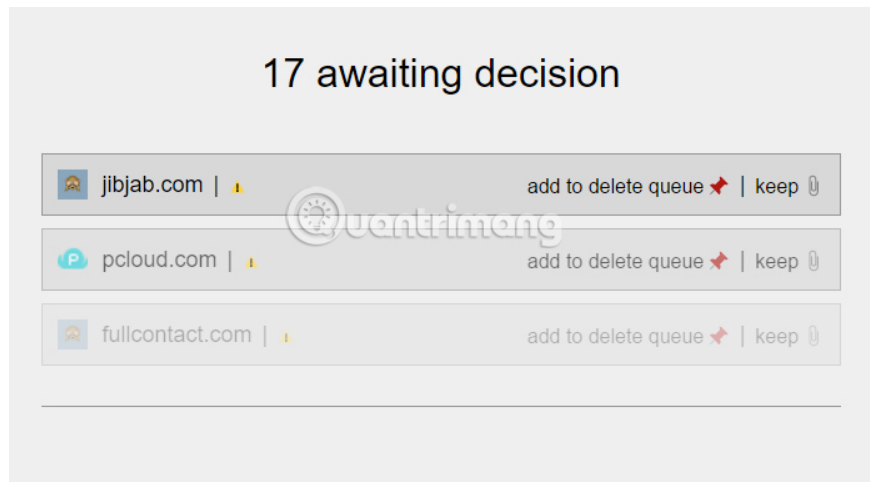 17 awaiting decision
jibjab.com | add to delete queue | keep
Quantrimang
pcloud.com | add to delete queue | keep
fullcontact.com | add to delete queue | keep